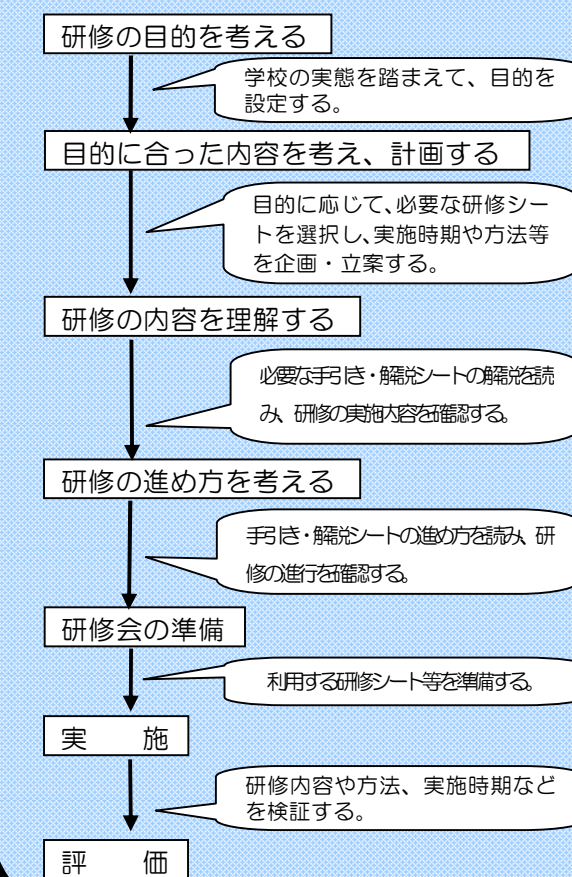 研修の目的を考える
学校の実態を踏まえて、目的を
設定する。
目的に合った内容を考え、計画する
目的に応じて、必要な研修シー
トを選択し、実施時期や方法等
を企画・立案する。
研修の内容を理解する
必要な手引き・解説シートの解説を読
み、研修の実施内容を確認する。
研修の進め方を考える
手引き・解説シートの進め方を読み、研
修の進行を確認する。
研修会の準備
利用する研修シート等を準備する。
実　施
研修内容や方法、実施時期など
を検証する。
評　価